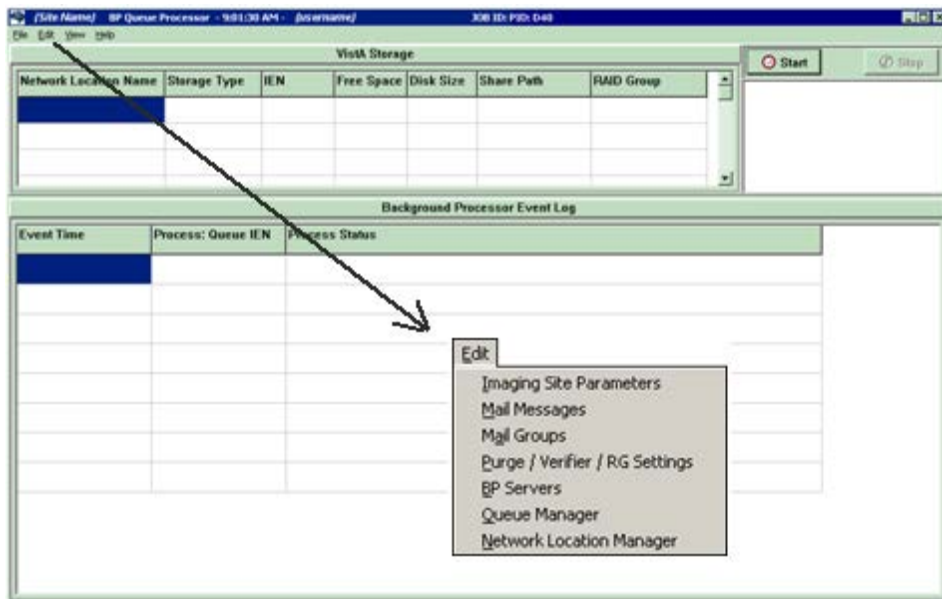 (Site Name) BP Queue Processor - 9:01:30 AM - (username) JOB ID: PID: D40
File Edit View Help
VistA Storage
Start Stop
Network Location Name Storage Type IEN Free Space Disk Size Share Path RAID Group
Background Processor Event Log
Event Time Process: Queue IEN Process Status
Edit
Imaging Site Parameters
Mail Messages
Mail Groups
Purge / Verifier / RG Settings
BP Servers
Queue Manager
Network Location Manager